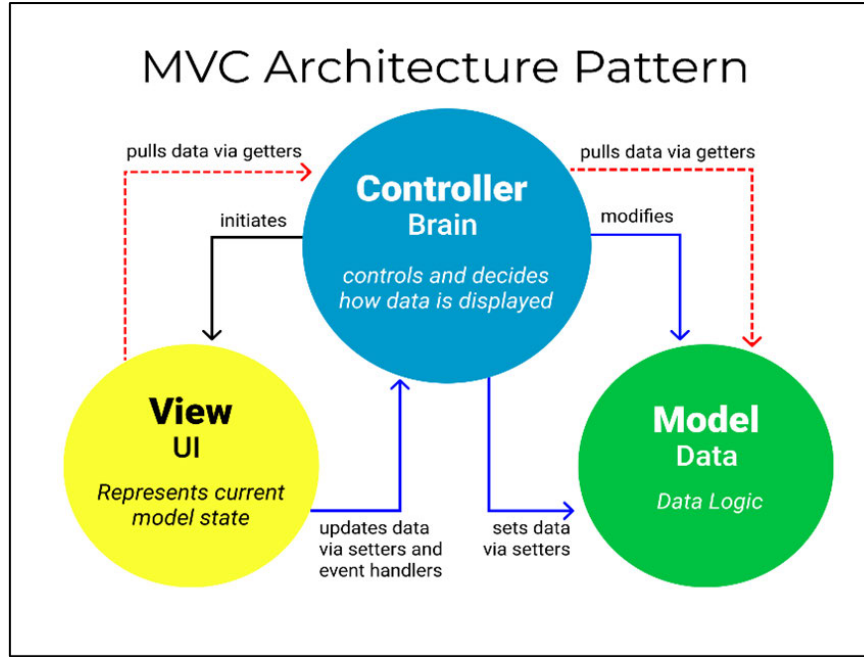 MVC Architecture Pattern
pulls data via getters
pulls data via getters
Controller
Brain
initiates
modifies
controls and decides
how data is displayed
View
UI
Represents current
model state
Model
Data
Data Logic
updates data
via setters and
event handlers
sets data
via setters